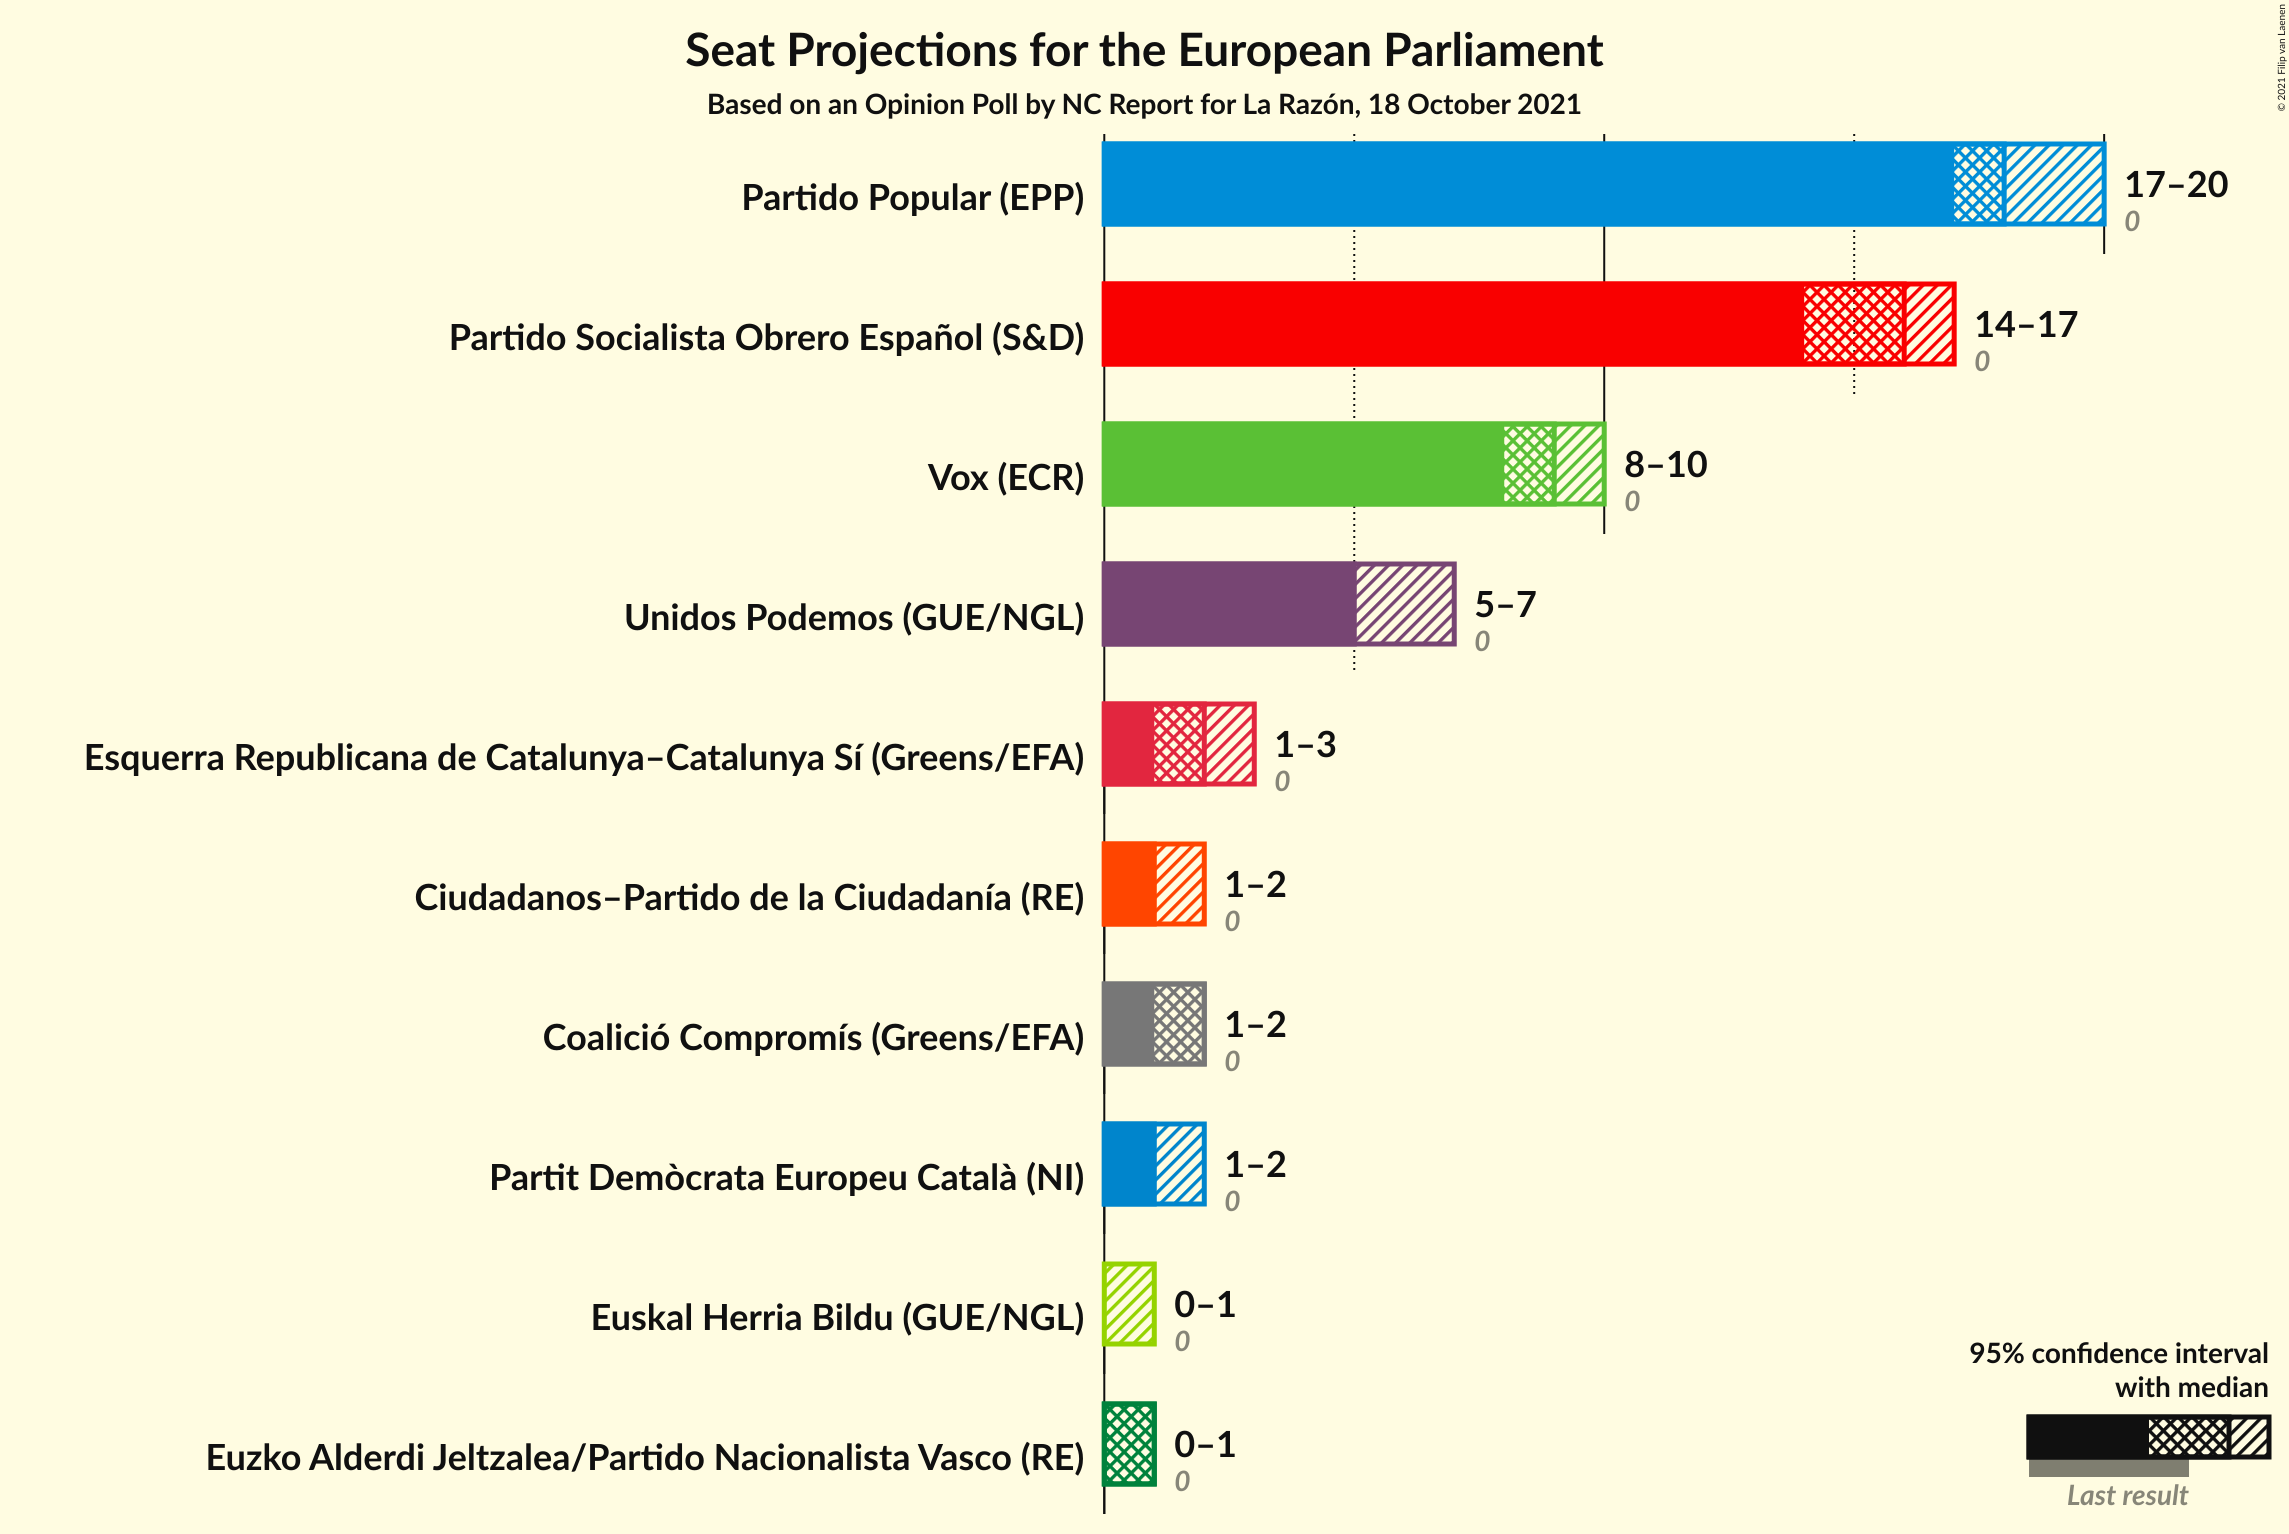 Seat Projections for the European Parliament
Based on an Opinion Poll by NC Report for La Razón, 18 October 2021
© 2021 Filip van Laenen
Partido Popular (EPP)
17–20
0
Partido Socialista Obrero Español (S&D)
14–17
0
Vox (ECR)
8–10
0
Unidos Podemos (GUE/NGL)
5–7
0
Esquerra Republicana de Catalunya–Catalunya Sí (Greens/EFA)
1–3
0
Ciudadanos–Partido de la Ciudadanía (RE)
1–2
0
Coalició Compromís (Greens/EFA)
1–2
0
Partit Demòcrata Europeu Català (NI)
1–2
0
Euskal Herria Bildu (GUE/NGL)
0–1
0
Euzko Alderdi Jeltzalea/Partido Nacionalista Vasco (RE)
0–1
0
95% confidence interval
with median
Last result